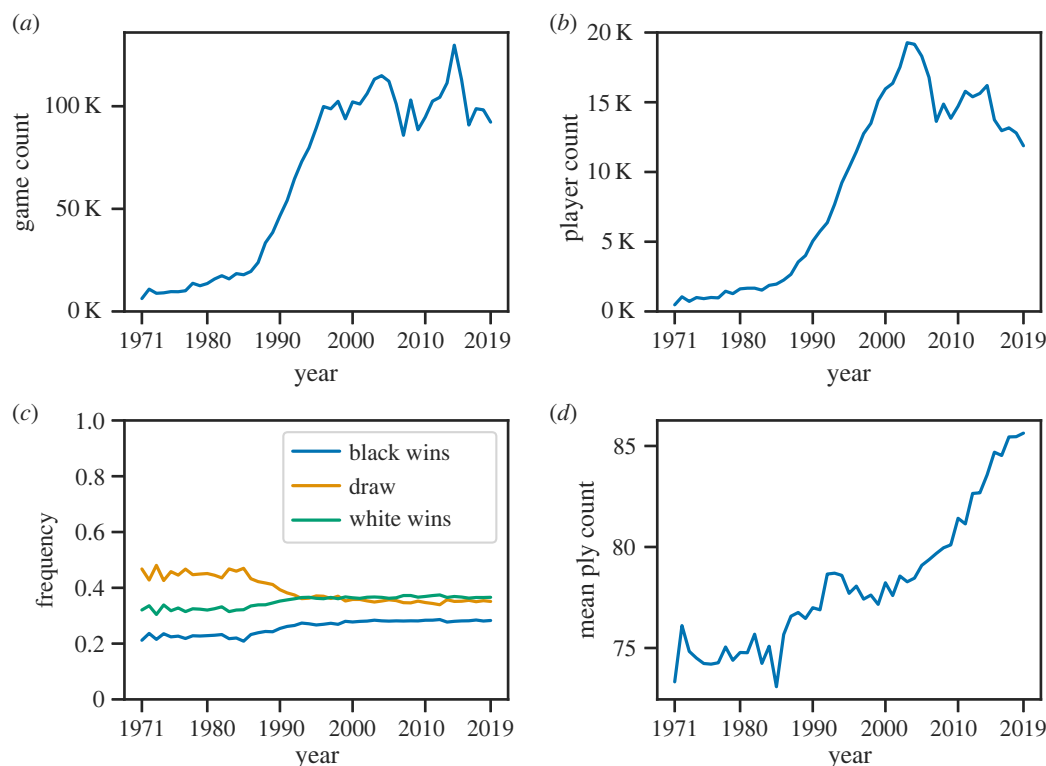 (a)
100 K
50 K
0 K
game count
1971 1980 1990 2000 2010 2019
year
(b)
20 K
15 K
10 K
5 K
0 K
player count
1971 1980 1990 2000 2010 2019
year
(c)
1.0
0.8
0.6
0.4
0.2
0
frequency
black wins
draw
white wins
1971 1980 1990 2000 2010 2019
year
(d)
85
80
75
mean ply count
1971 1980 1990 2000 2010 2019
year